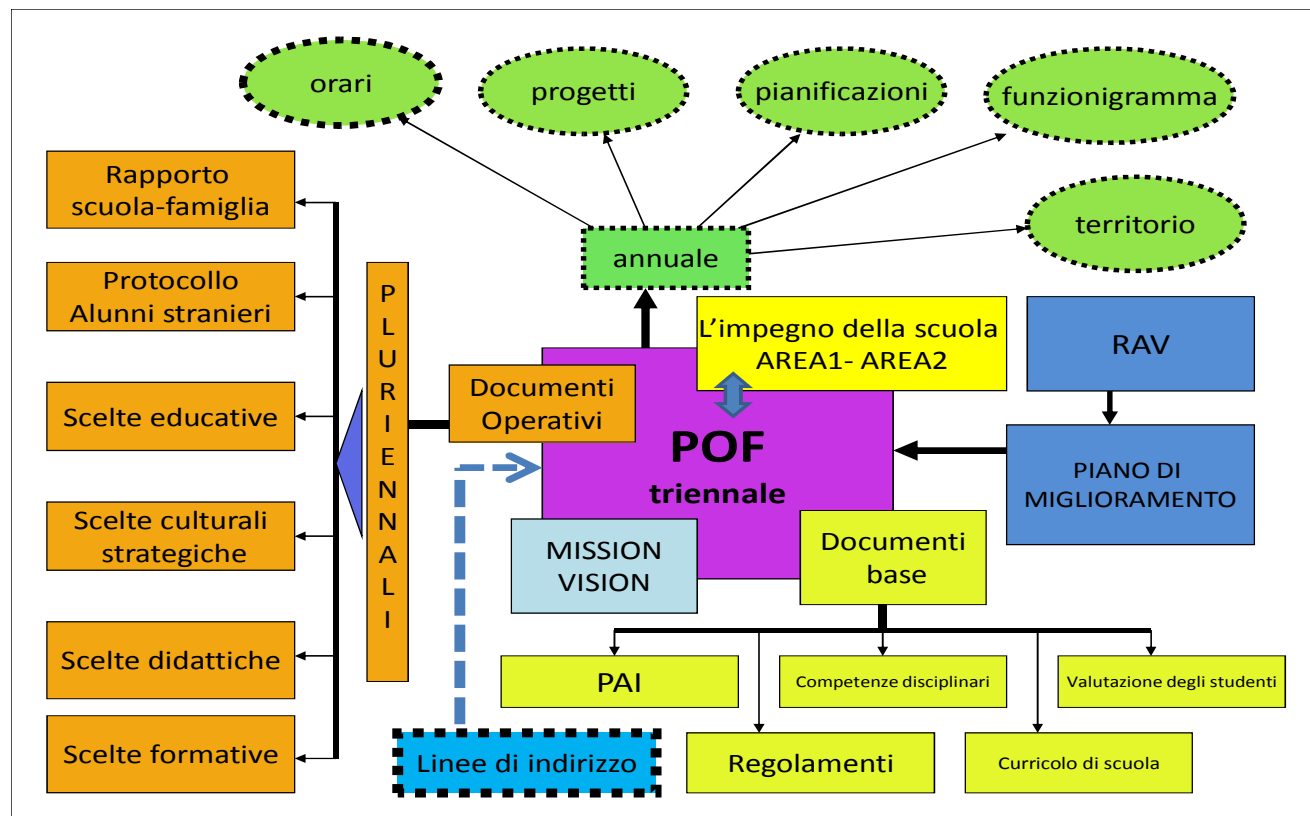 orari
progetti
pianificazioni
funzionigramma
territorio
annuale
Rapporto
scuola-famiglia
Protocollo
Alunni stranieri
Scelte educative
Scelte culturali
strategiche
Scelte didattiche
Scelte formative
PLURIENNALI
Documenti
Operativi
L’impegno della scuola
AREA1- AREA2
RAV
PIANO DI
MIGLIORAMENTO
POF
triennale
MISSION
VISION
Documenti
base
PAI
Competenze disciplinari
Valutazione degli studenti
Linee di indirizzo
Regolamenti
Curricolo di scuola